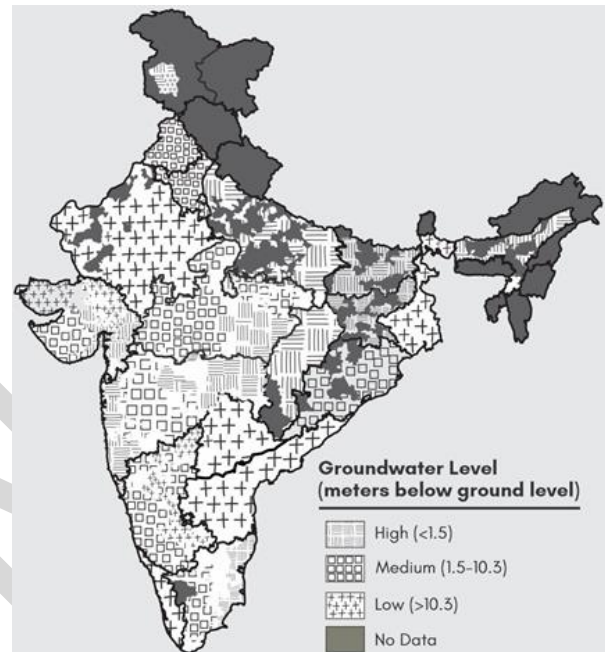 Groundwater Level
(meters below ground level)
High (<1.5)
Medium (1.5-10.3)
Low (>10.3)
No Data